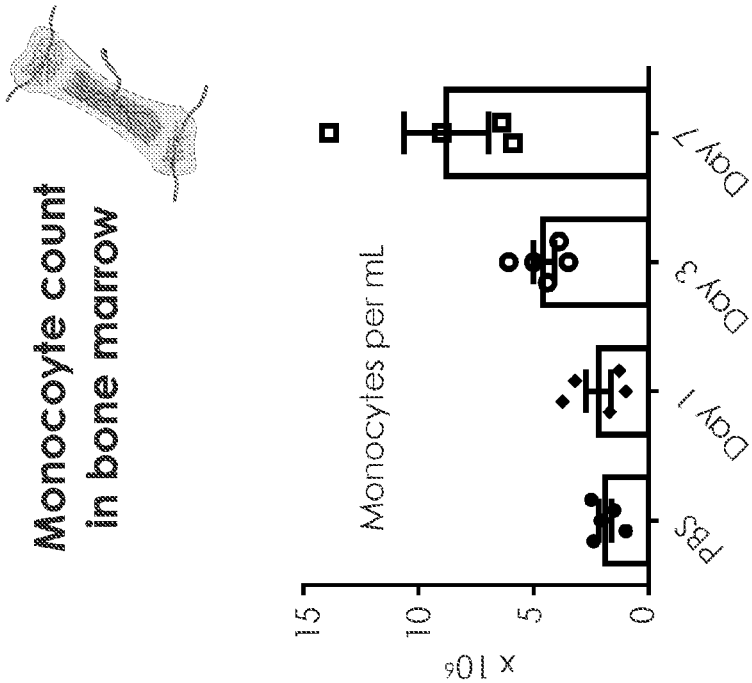 Monocoyte count
in bone marrow
Monocytes per mL
x 10⁶
15
10
5
0
PBS
Day 1
Day 3
Day 7